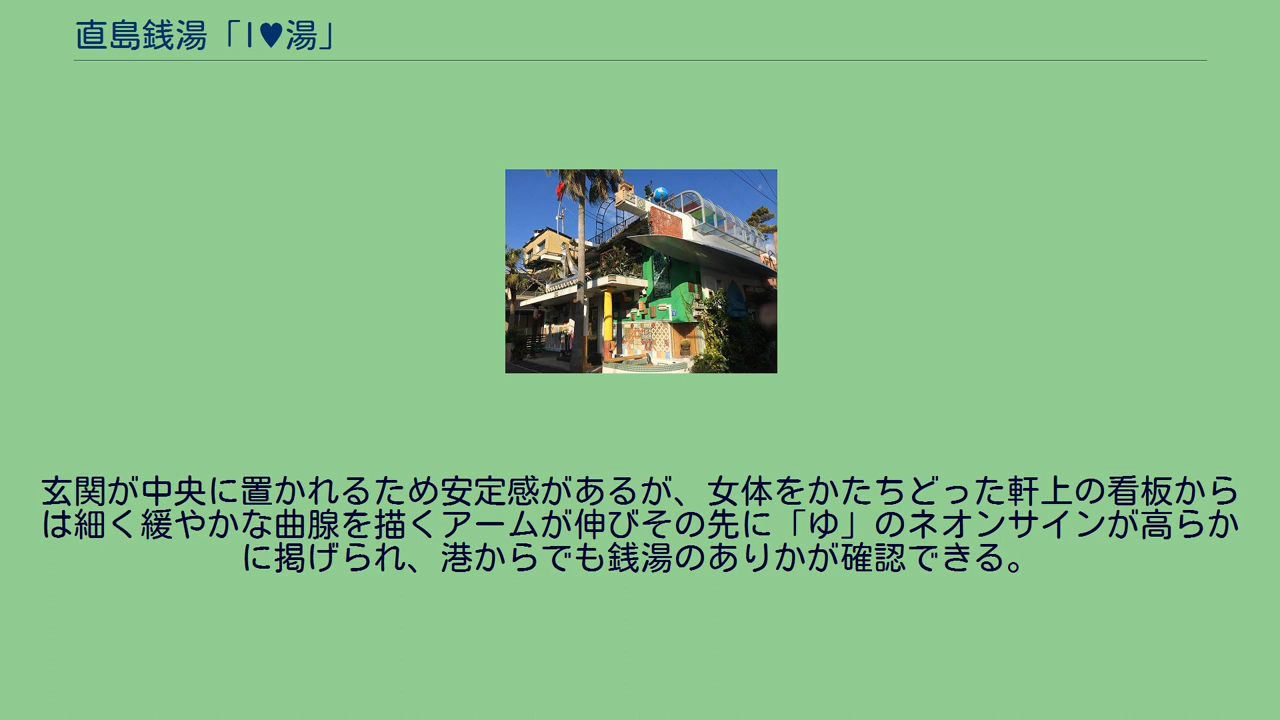 直島銭湯「I♥湯」
玄関が中央に置かれるため安定感があるが、女体をかたちどった軒上の看板から
は細く緩やかな曲腺を描くアームが伸びその先に「ゆ」のネオンサインが高らか
に掲げられ、港からでも銭湯のありかが確認できる。